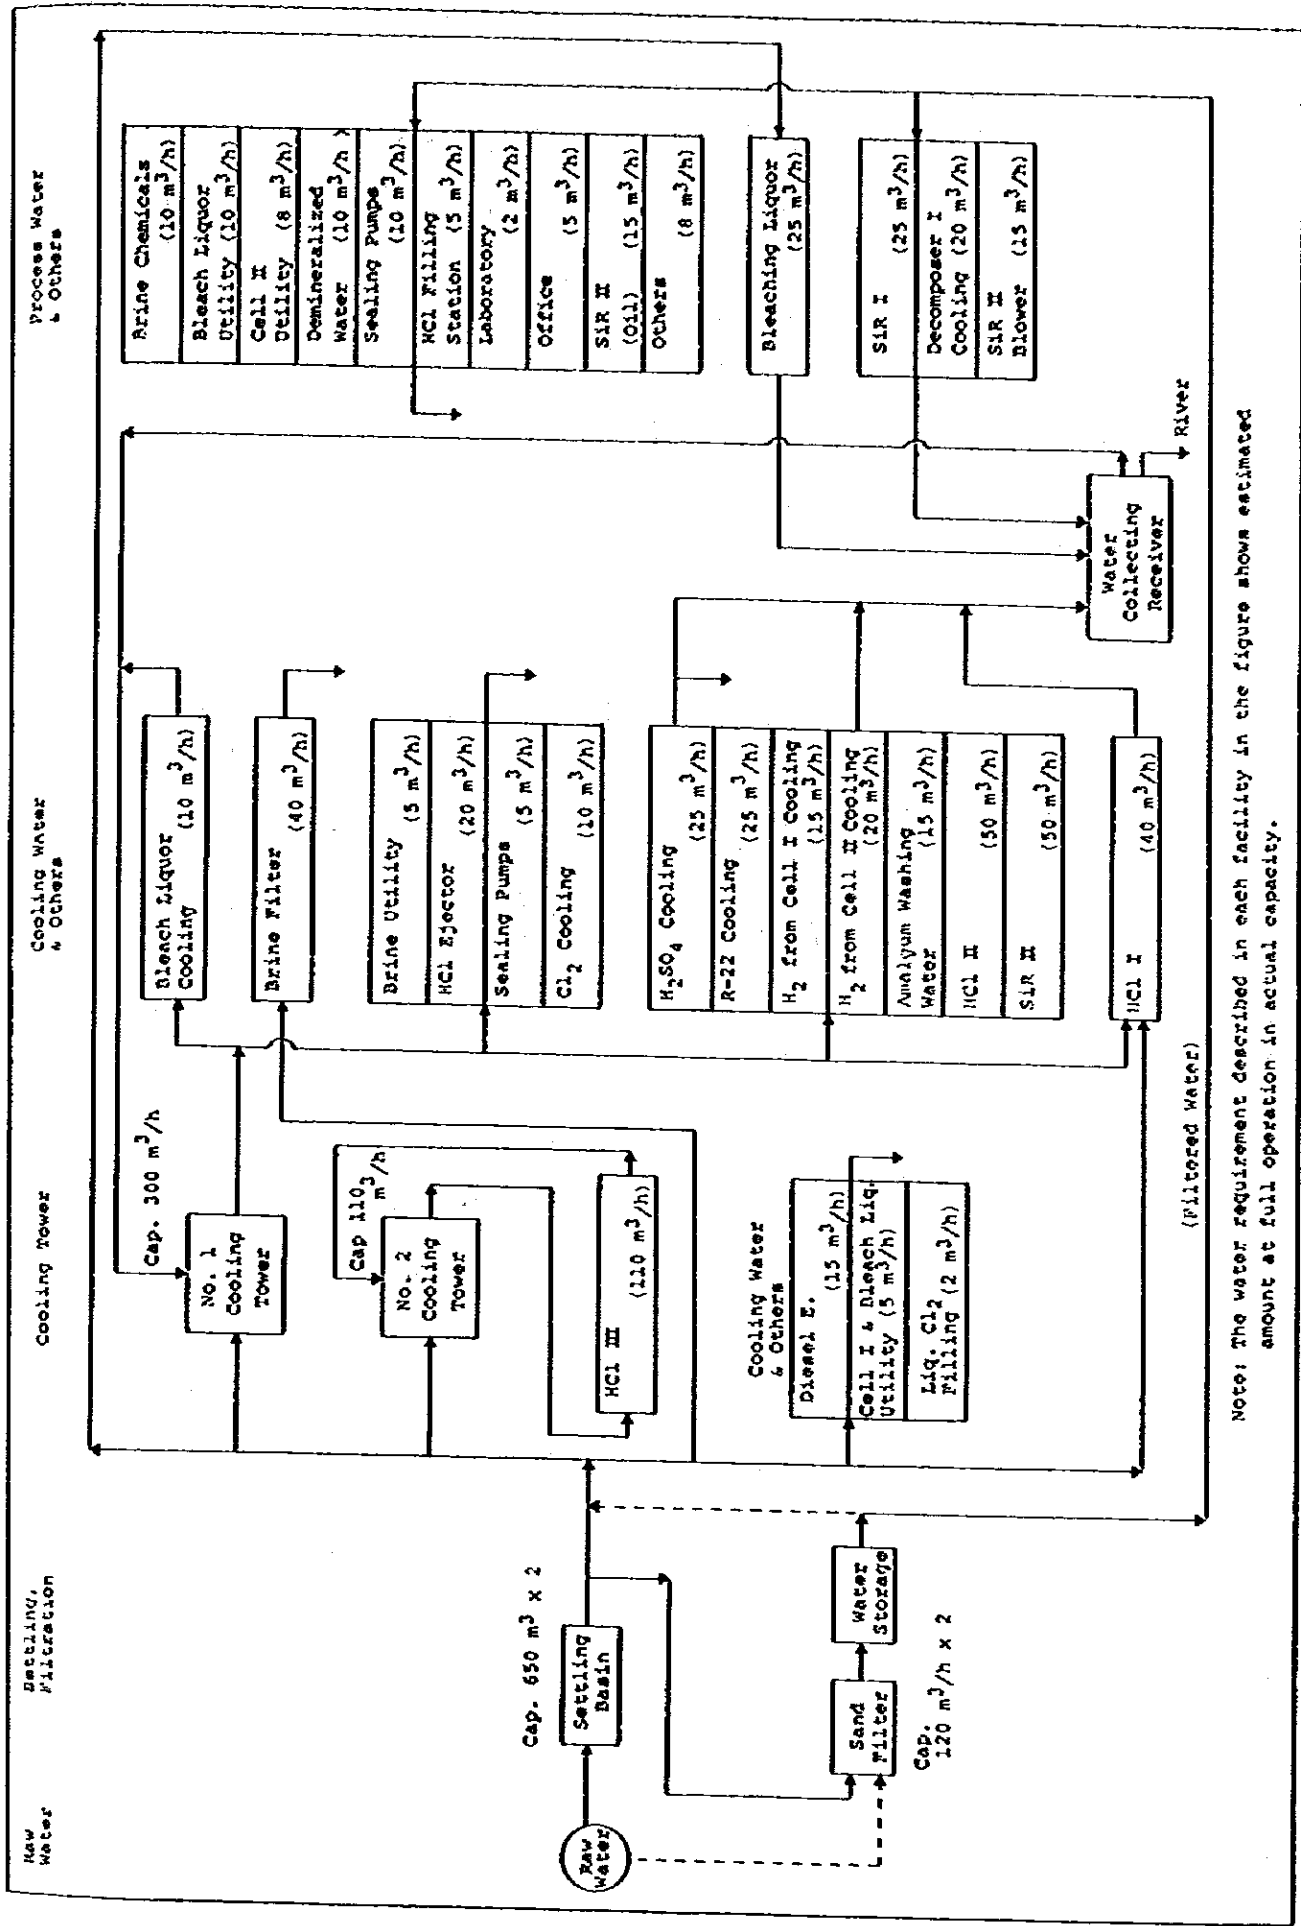 Raw
Water
Settling,
Filtration
Cooling Tower
Cooling Water
& Others
Process Water
& Others
Raw
Water
Cap. 650 m³ x 2
Settling
Basin
Sand
Filter
Cap.
120 m³/h x 2
Water
Storage
Cap. 300 m³/h
No. 1
Cooling
Tower
Cap 110 m³/h
No. 2
Cooling
Tower
HCl III
(110 m³/h)
Cooling Water
& Others
Diesel E.
(15 m³/h)
Cell I & Bleach Liq.
Utility (5 m³/h)
Liq. Cl₂
Filling (2 m³/h)
Bleach Liquor
Cooling (10 m³/h)
Brine Filter
(40 m³/h)
Brine Utility
(5 m³/h)
HCl Ejector
(20 m³/h)
Sealing Pumps
(5 m³/h)
Cl₂ Cooling
(10 m³/h)
H₂SO₄ Cooling
(25 m³/h)
R-22 Cooling
(25 m³/h)
H₂ from Cell I Cooling
(15 m³/h)
H₂ from Cell II Cooling
(20 m³/h)
Amalyum Washing
Water (15 m³/h)
HCl II
(50 m³/h)
SiR II
(50 m³/h)
HCl I
(40 m³/h)
Brine Chemicals
(10 m³/h)
Bleach Liquor
Utility (10 m³/h)
Cell II
Utility (8 m³/h)
Demineralized
Water (10 m³/h)
Sealing Pumps
(10 m³/h)
HCl Filling
Station (5 m³/h)
Laboratory
(2 m³/h)
Office
(5 m³/h)
SiR II
(Oil) (15 m³/h)
Others
(8 m³/h)
Bleaching Liquor
(25 m³/h)
SiR I
(25 m³/h)
Decomposer I
Cooling (20 m³/h)
SiR II
Blower (15 m³/h)
Water
Collecting
Receiver
River
(Filtered Water)
Note: The water requirement described in each facility in the figure shows estimated
amount at full operation in actual capacity.